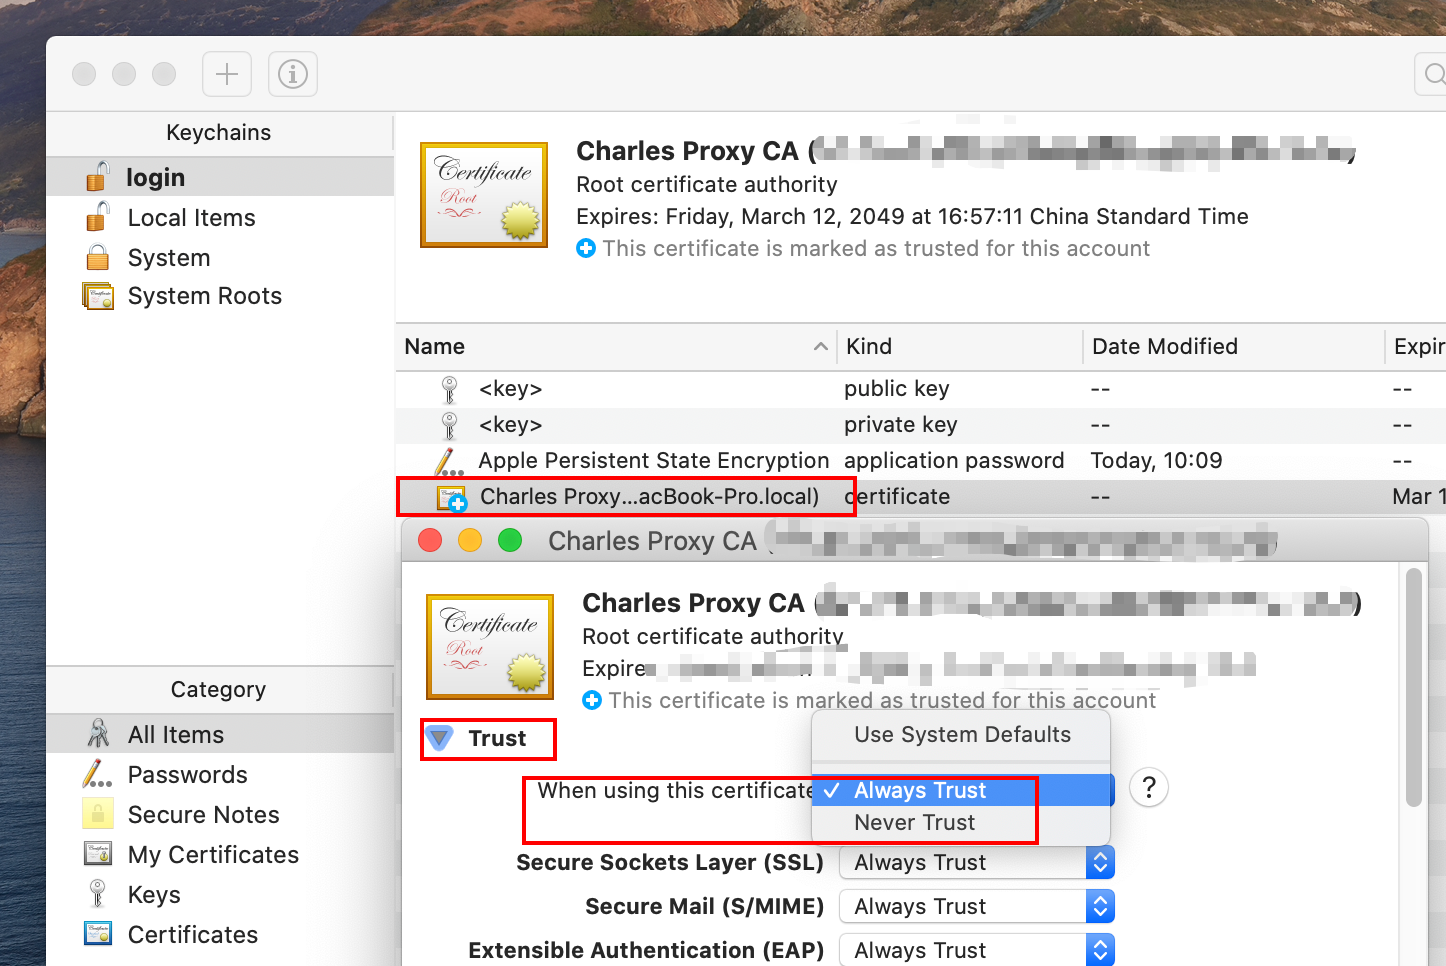 Keychains
login
Local Items
System
System Roots
Certificate
Root
Charles Proxy CA (
Root certificate authority
Expires: Friday, March 12, 2049 at 16:57:11 China Standard Time
This certificate is marked as trusted for this account
Name Kind Date Modified Expir
<key> public key -- --
<key> private key -- --
Apple Persistent State Encryption application password Today, 10:09 --
Charles Proxy...acBook-Pro.local) certificate -- Mar 1
Charles Proxy CA
Certificate
Root
Charles Proxy CA ( )
Root certificate authority
Expire
This certificate is marked as trusted for this account
Trust
Use System Defaults
When using this certificate ✓ Always Trust ?
Never Trust
Secure Sockets Layer (SSL) Always Trust
Secure Mail (S/MIME) Always Trust
Extensible Authentication (EAP) Always Trust
Category
All Items
Passwords
Secure Notes
My Certificates
Keys
Certificates